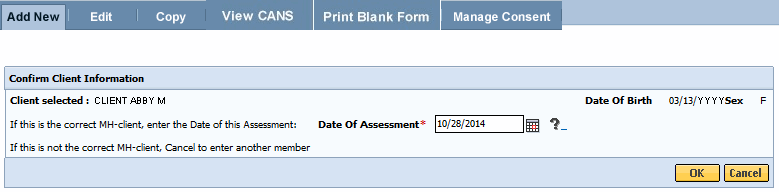 Add New Edit Copy View CANS Print Blank Form Manage Consent
Confirm Client Information
Client selected : CLIENT ABBY M Date Of Birth 03/13/YYYY Sex F
If this is the correct MH-client, enter the Date of this Assessment: Date Of Assessment* 10/28/2014 ?
If this is not the correct MH-client, Cancel to enter another member
OK Cancel